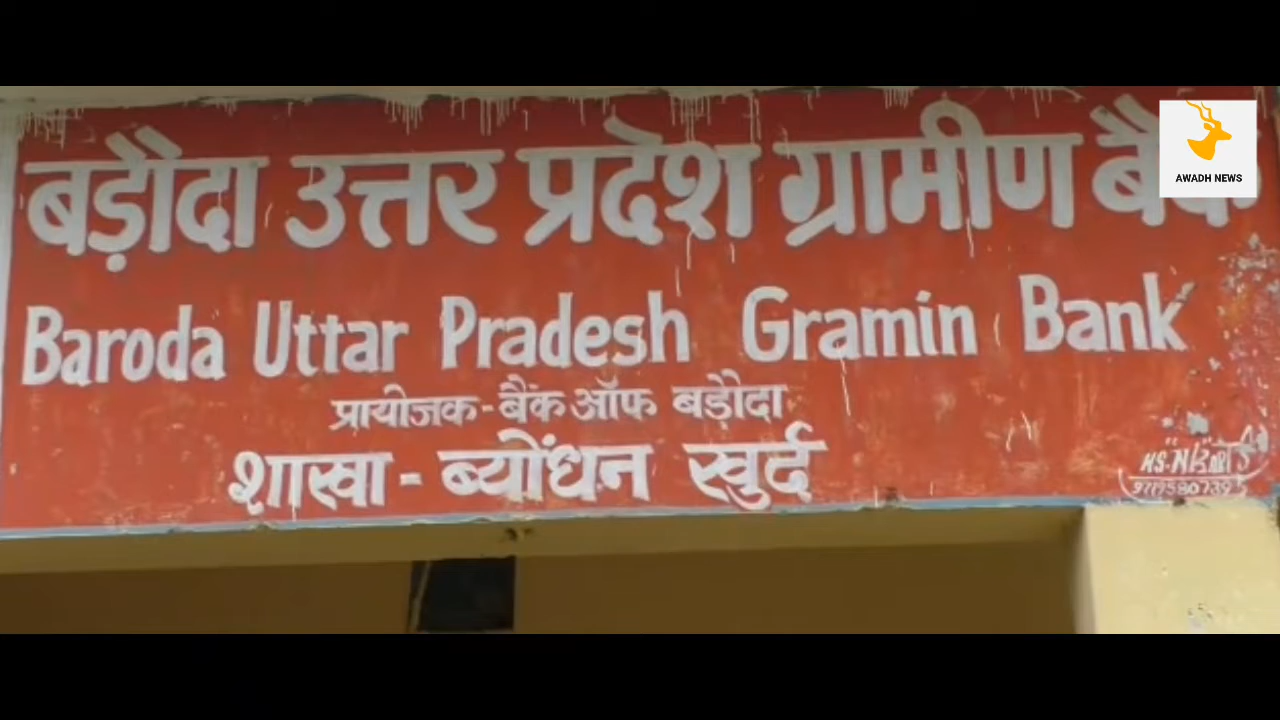 बड़ौदा उत्तर प्रदेश ग्रामीण बैंक
AWADH NEWS
Baroda Uttar Pradesh Gramin Bank
प्रायोजक - बैंक ऑफ बड़ौदा
शाखा - ब्योंधन खुर्द